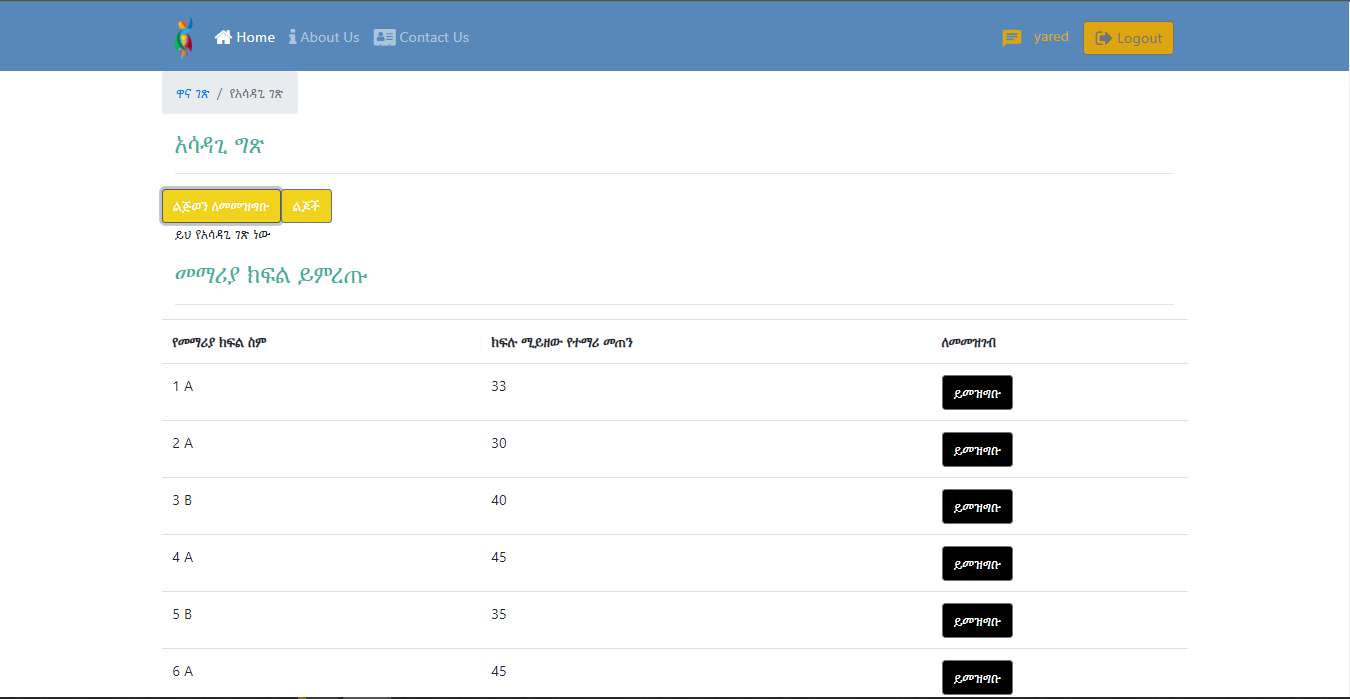 Home About Us Contact Us yared Logout
ዋና ገጽ / የአሳዳጊ ገጽ
አሳዳጊ ግጽ
ልጅወን ለመመዝግቡ ልጆች
ይህ የአሳዳጊ ገጽ ነው
መማሪያ ክፍል ይምረጡ
የመማሪያ ክፍል ስም ክፍሉ ሚይዘው የተማሪ መጠን ለመመዝገብ
1 A 33 ይመዝግቡ
2 A 30 ይመዝግቡ
3 B 40 ይመዝግቡ
4 A 45 ይመዝግቡ
5 B 35 ይመዝግቡ
6 A 45 ይመዝግቡ